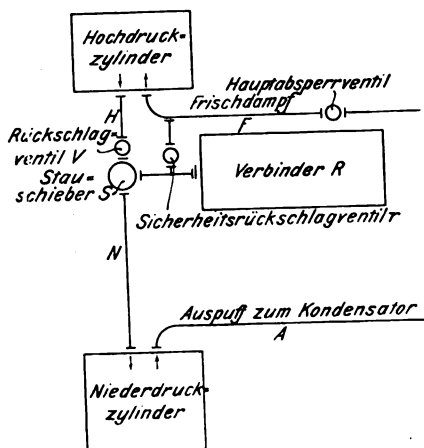 Hochdruck-
zylinder
Hauptabsperrventil
Frischdampf
H
F
Rückschlag-
ventil V
Stau-
schieber S
Verbinder R
Sicherheitsrückschlagventil r
N
Auspuff zum Kondensator
A
Niederdruck-
zylinder